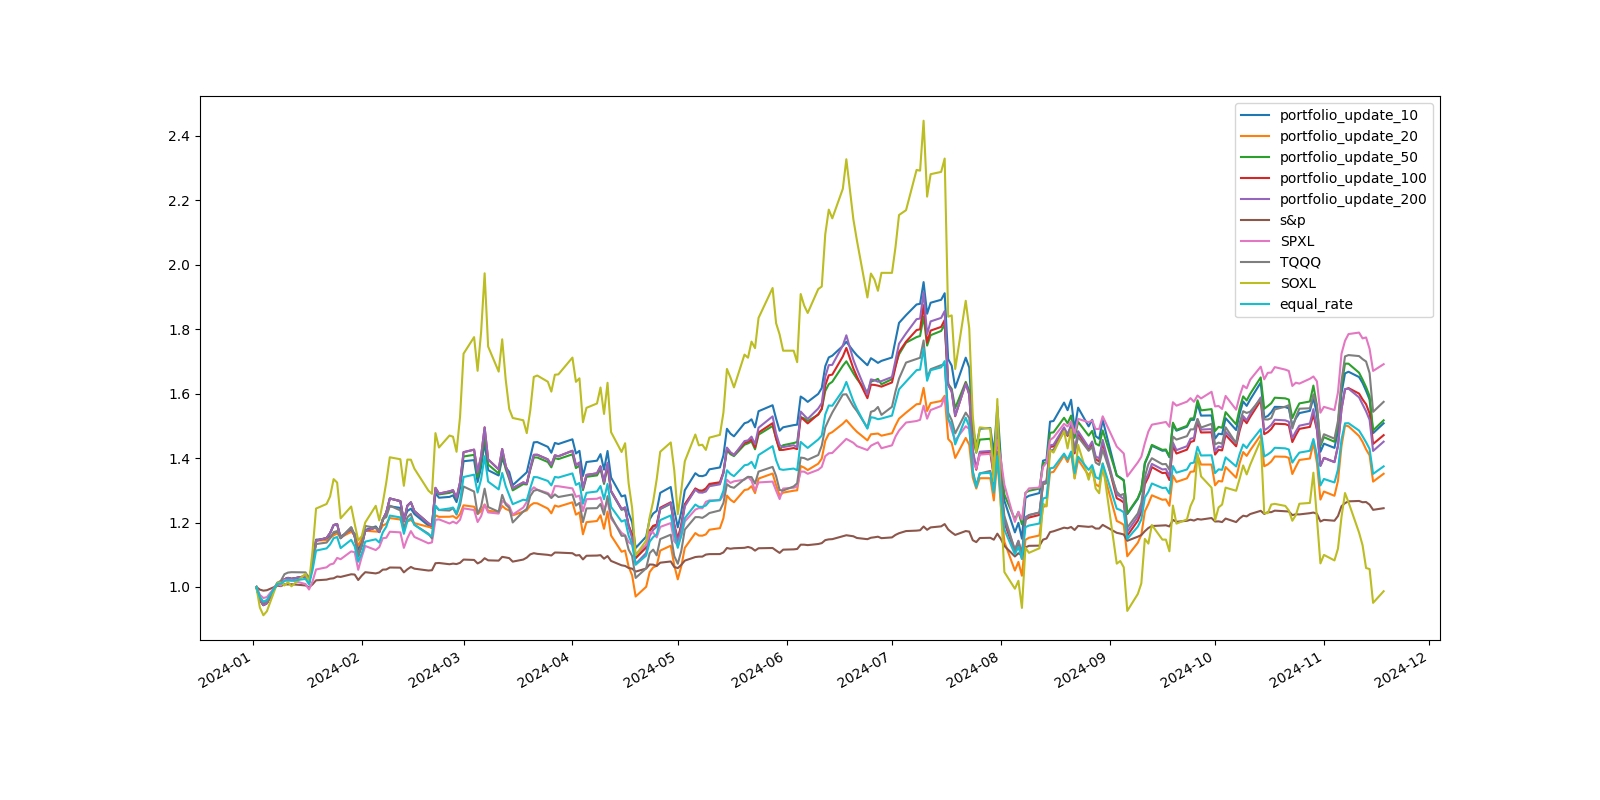 portfolio_update_10
portfolio_update_20
portfolio_update_50
portfolio_update_100
portfolio_update_200
s&p
SPXL
TQQQ
SOXL
equal_rate
2.4
2.2
2.0
1.8
1.6
1.4
1.2
1.0
2024-01
2024-02
2024-03
2024-04
2024-05
2024-06
2024-07
2024-08
2024-09
2024-10
2024-11
2024-12